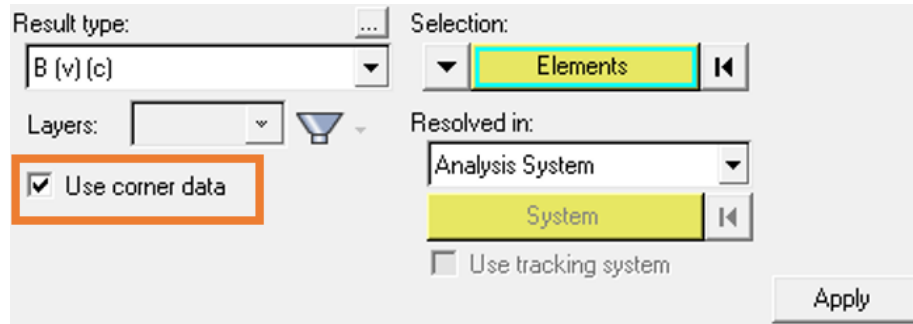 Result type:
...
Selection:
B (v) (c)
Elements
Layers:
Resolved in:
Analysis System
Use corner data
System
Use tracking system
Apply